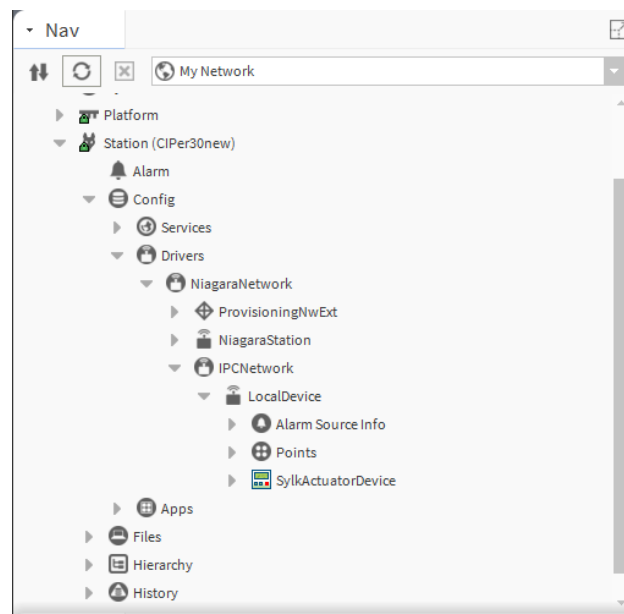 Nav
My Network
Platform
Station (CIPer30new)
Alarm
Config
Services
Drivers
NiagaraNetwork
ProvisioningNwExt
NiagaraStation
IPCNetwork
LocalDevice
Alarm Source Info
Points
SylkActuatorDevice
Apps
Files
Hierarchy
History